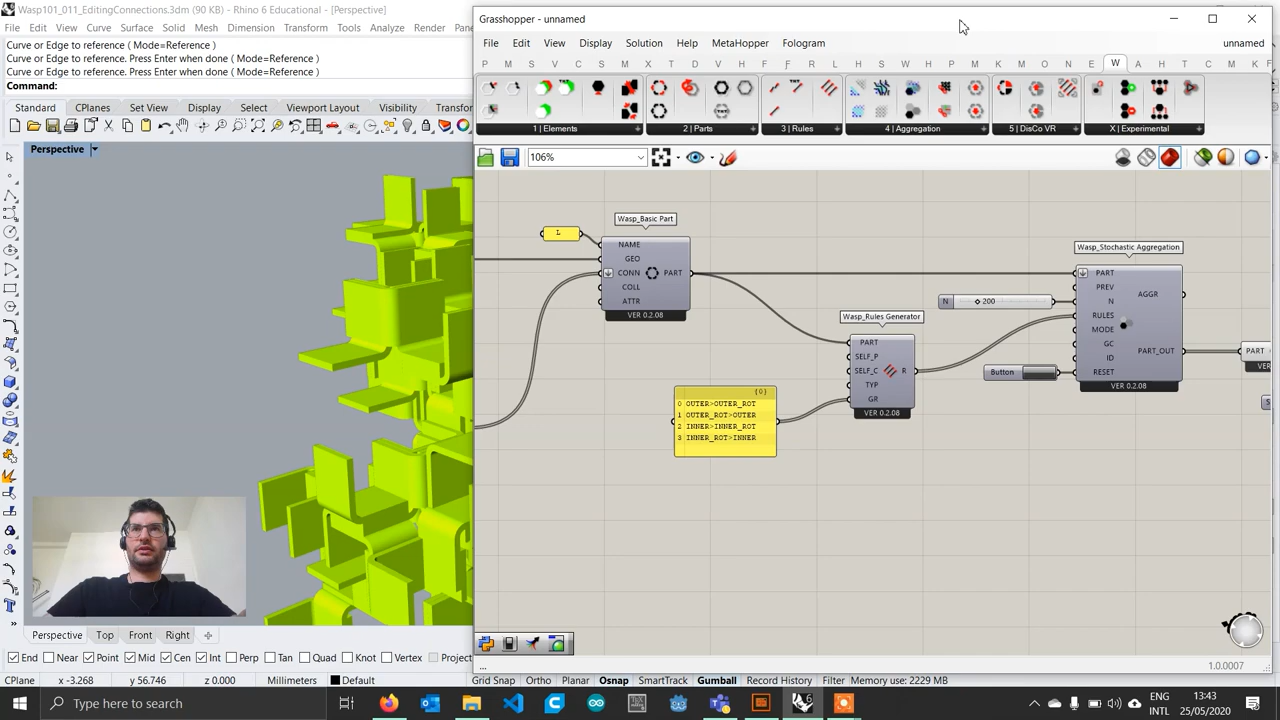 Wasp101_011_EditingConnections.3dm (90 KB) - Rhino 6 Educational - [Perspective]
File Edit View Curve Surface Solid Mesh Dimension Transform Tools Analyze Render
Curve or Edge to reference ( Mode=Reference )
Curve or Edge to reference. Press Enter when done ( Mode=Reference )
Curve or Edge to reference. Press Enter when done ( Mode=Reference )
Command:
Standard CPlanes Set View Display Select Viewport Layout Visibility Transfor
Perspective
Grasshopper - unnamed
File Edit View Display Solution Help MetaHopper Fologram unnamed
P M S V C S M T D V H F R L H S W F P M K S N E W A H T K
1 | Elements 2 | Parts 3 | Rules 4 | Aggregation 5 | DisCo VR X | Experimental
106%
L
Wasp_Basic Part
NAME
GEO
CONN PART
COLL
ATTR
VER 0.2.08
0 OUTER>OUTER_ROT
1 OUTER_ROT>OUTER
2 INNER>INNER_ROT
3 INNER_ROT>INNER
{0}
Wasp_Rules Generator
PART
SELF_P
SELF_C R
TYP
GR
VER 0.2.08
N 200
Button
Wasp_Stochastic Aggregation
PART
PREV AGGR
N
RULES
MODE
GC
ID PART_OUT
RESET
VER 0.2.08
PART
VER
S
...
1.0.0007
Perspective Top Front Right
End Near Point Mid Cen Int Perp Tan Quad Knot Vertex Project
CPlane x -3.268 y 56.746 z 0.000 Millimeters Default Grid Snap Ortho Planar Osnap SmartTrack Gumball Record History Filter Memory use: 2229 MB
Type here to search
ENG
INTL
13:43
25/05/2020